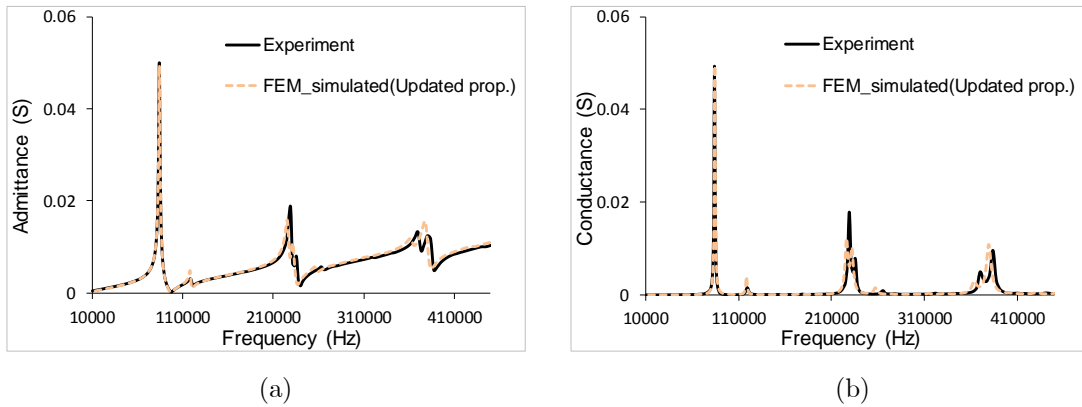 0.06
0.04
0.02
0
Admittance (S)
Experiment
FEM_simulated(Updated prop.)
10000 110000 210000 310000 410000
Frequency (Hz)
(a)
0.06
0.04
0.02
0
Conductance (S)
Experiment
FEM_simulated(Updated prop.)
10000 110000 210000 310000 410000
Frequency (Hz)
(b)